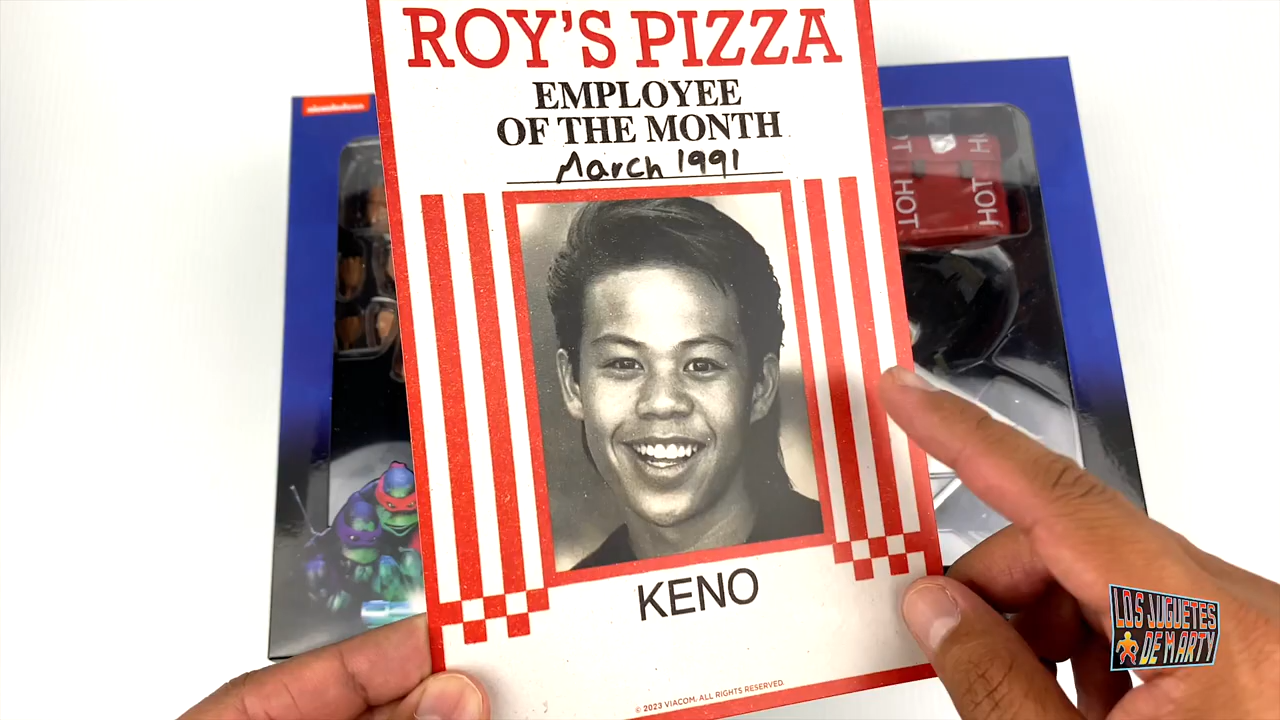 ROY'S PIZZA
EMPLOYEE
OF THE MONTH
March 1991
KENO
© 2023 VIACOM. ALL RIGHTS RESERVED.
nickelodeon
HOT
HOT
LOS JUGUETES
DE MARTY